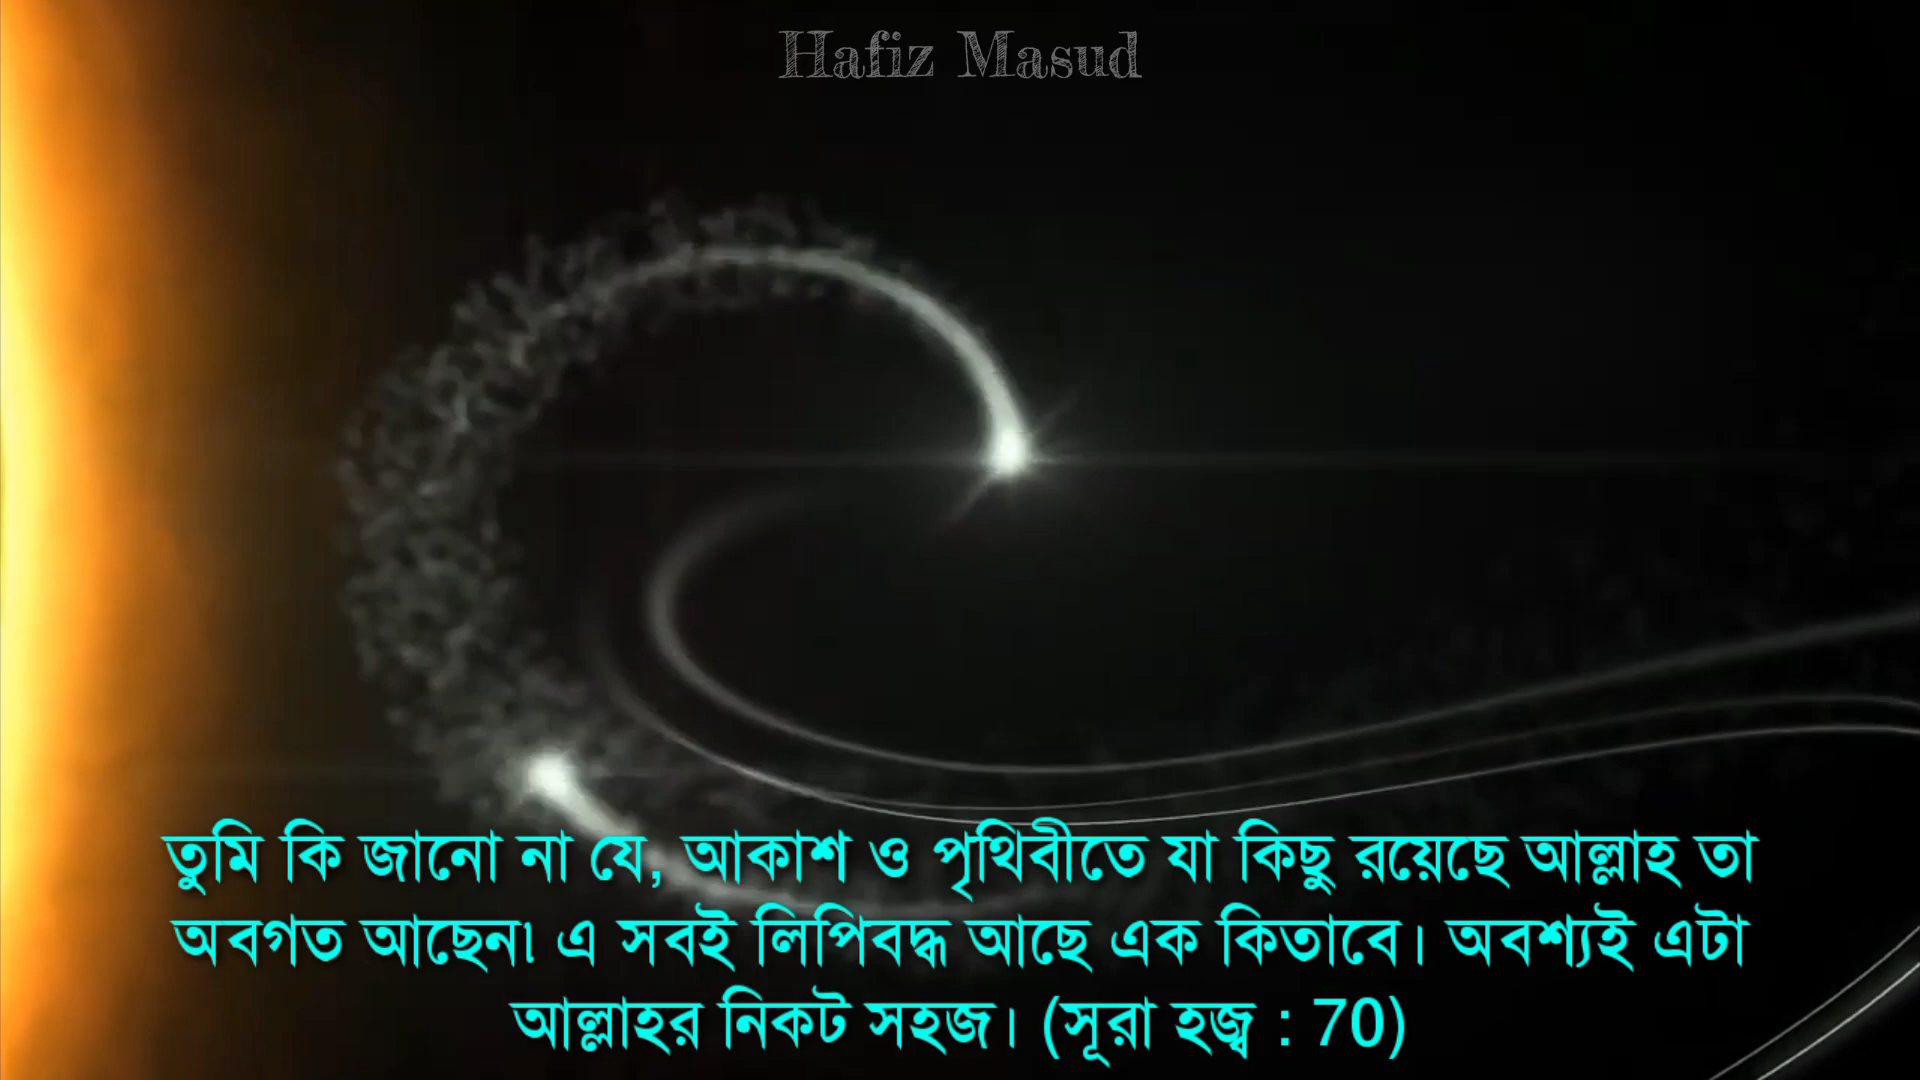 Hafiz Masud
তুমি কি জানো না যে, আকাশ ও পৃথিবীতে যা কিছু রয়েছে আল্লাহ তা
অবগত আছেন৷ এ সবই লিপিবদ্ধ আছে এক কিতাবে। অবশ্যই এটা
আল্লাহর নিকট সহজ। (সূরা হজ্ব : 70)